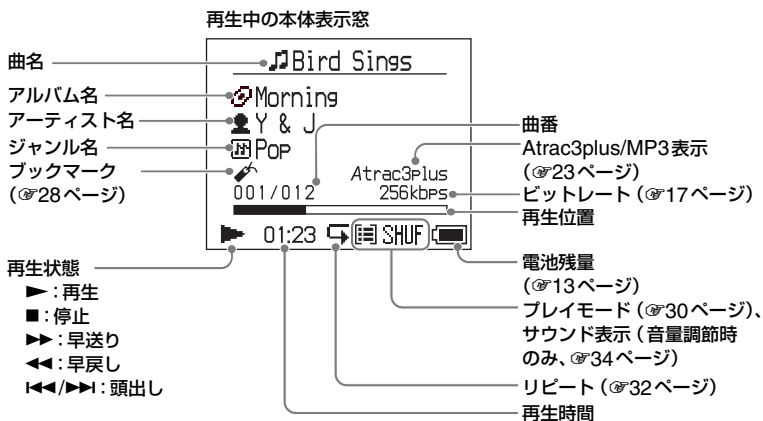 再生中の本体表示窓
曲名
Bird Sings
アルバム名
Morning
アーティスト名
Y & J
ジャンル名
Pop
ブックマーク
(☞28ページ)
001/012
Atrac3plus
256kbps
01:23
SHUF
曲番
Atrac3plus/MP3表示
(☞23ページ)
ビットレート(☞17ページ)
再生位置
電池残量
(☞13ページ)
プレイモード(☞30ページ)、
サウンド表示(音量調節時
のみ、☞34ページ)
リピート(☞32ページ)
再生時間
再生状態
▶:再生
■:停止
▶▶:早送り
◀◀:早戻し
I◀◀/▶▶I:頭出し